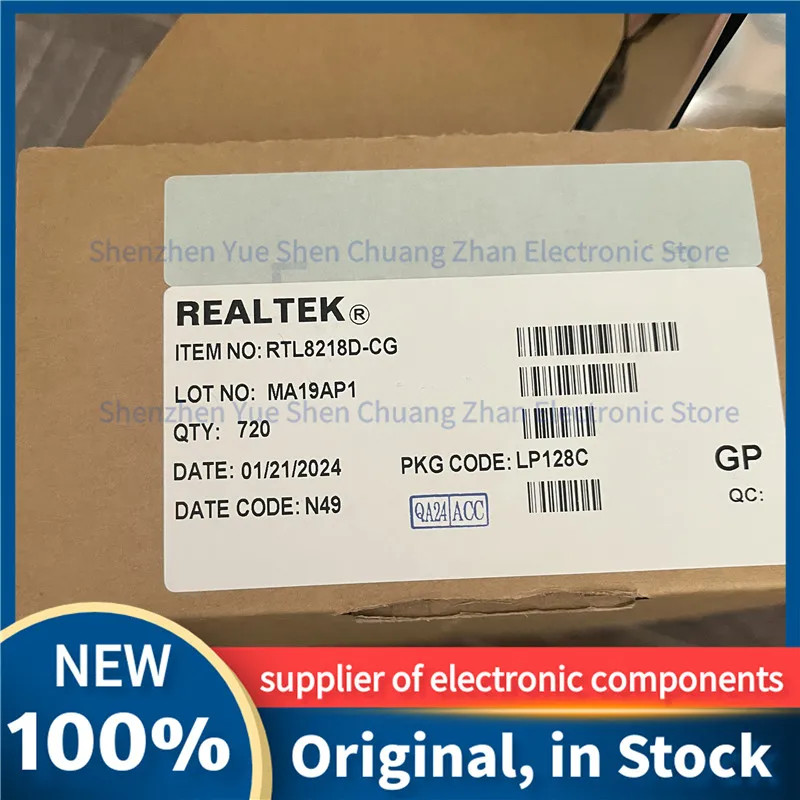 Shenzhen Yue Shen Chuang Zhan Electronic Store
REALTEK®
ITEM NO: RTL8218D-CG
LOT NO: MA19AP1
Shenzhen Yue Shen Chuang Zhan Electronic Store
QTY: 720
DATE: 01/21/2024 PKG CODE: LP128C GP
DATE CODE: N49 QA24 ACC QC:
NEW
100%
supplier of electronic components
Original, in Stock